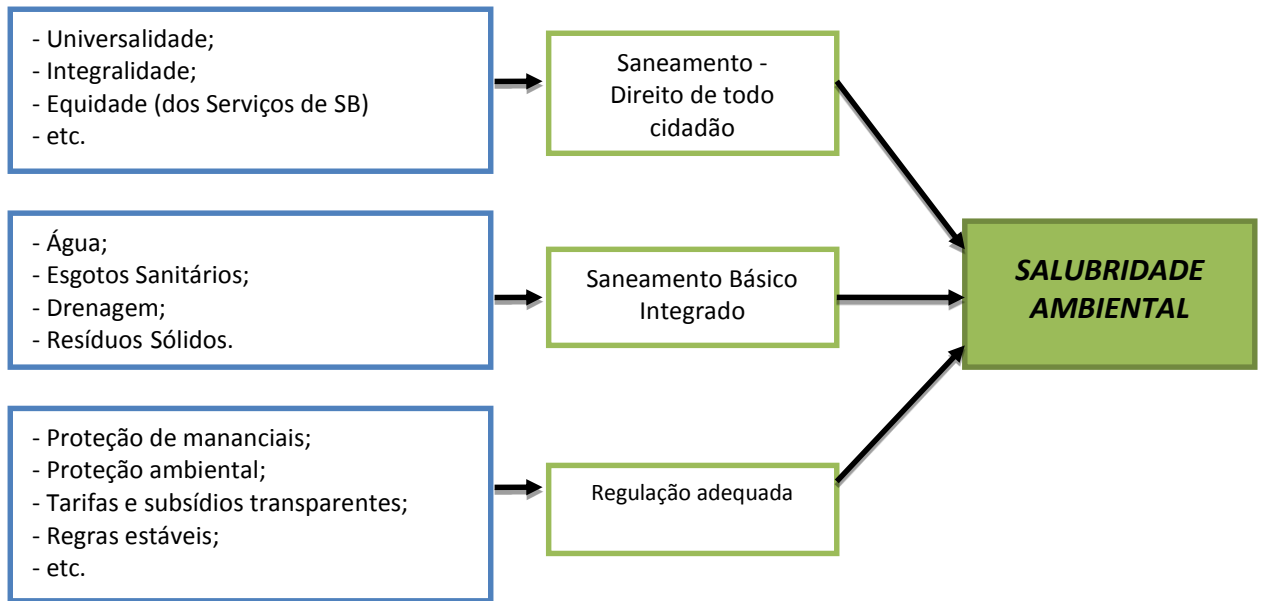 - Universalidade;
- Integralidade;
- Equidade (dos Serviços de SB)
- etc.
Saneamento -
Direito de todo
cidadão
- Água;
- Esgotos Sanitários;
- Drenagem;
- Resíduos Sólidos.
Saneamento Básico
Integrado
SALUBRIDADE
AMBIENTAL
- Proteção de mananciais;
- Proteção ambiental;
- Tarifas e subsídios transparentes;
- Regras estáveis;
- etc.
Regulação adequada